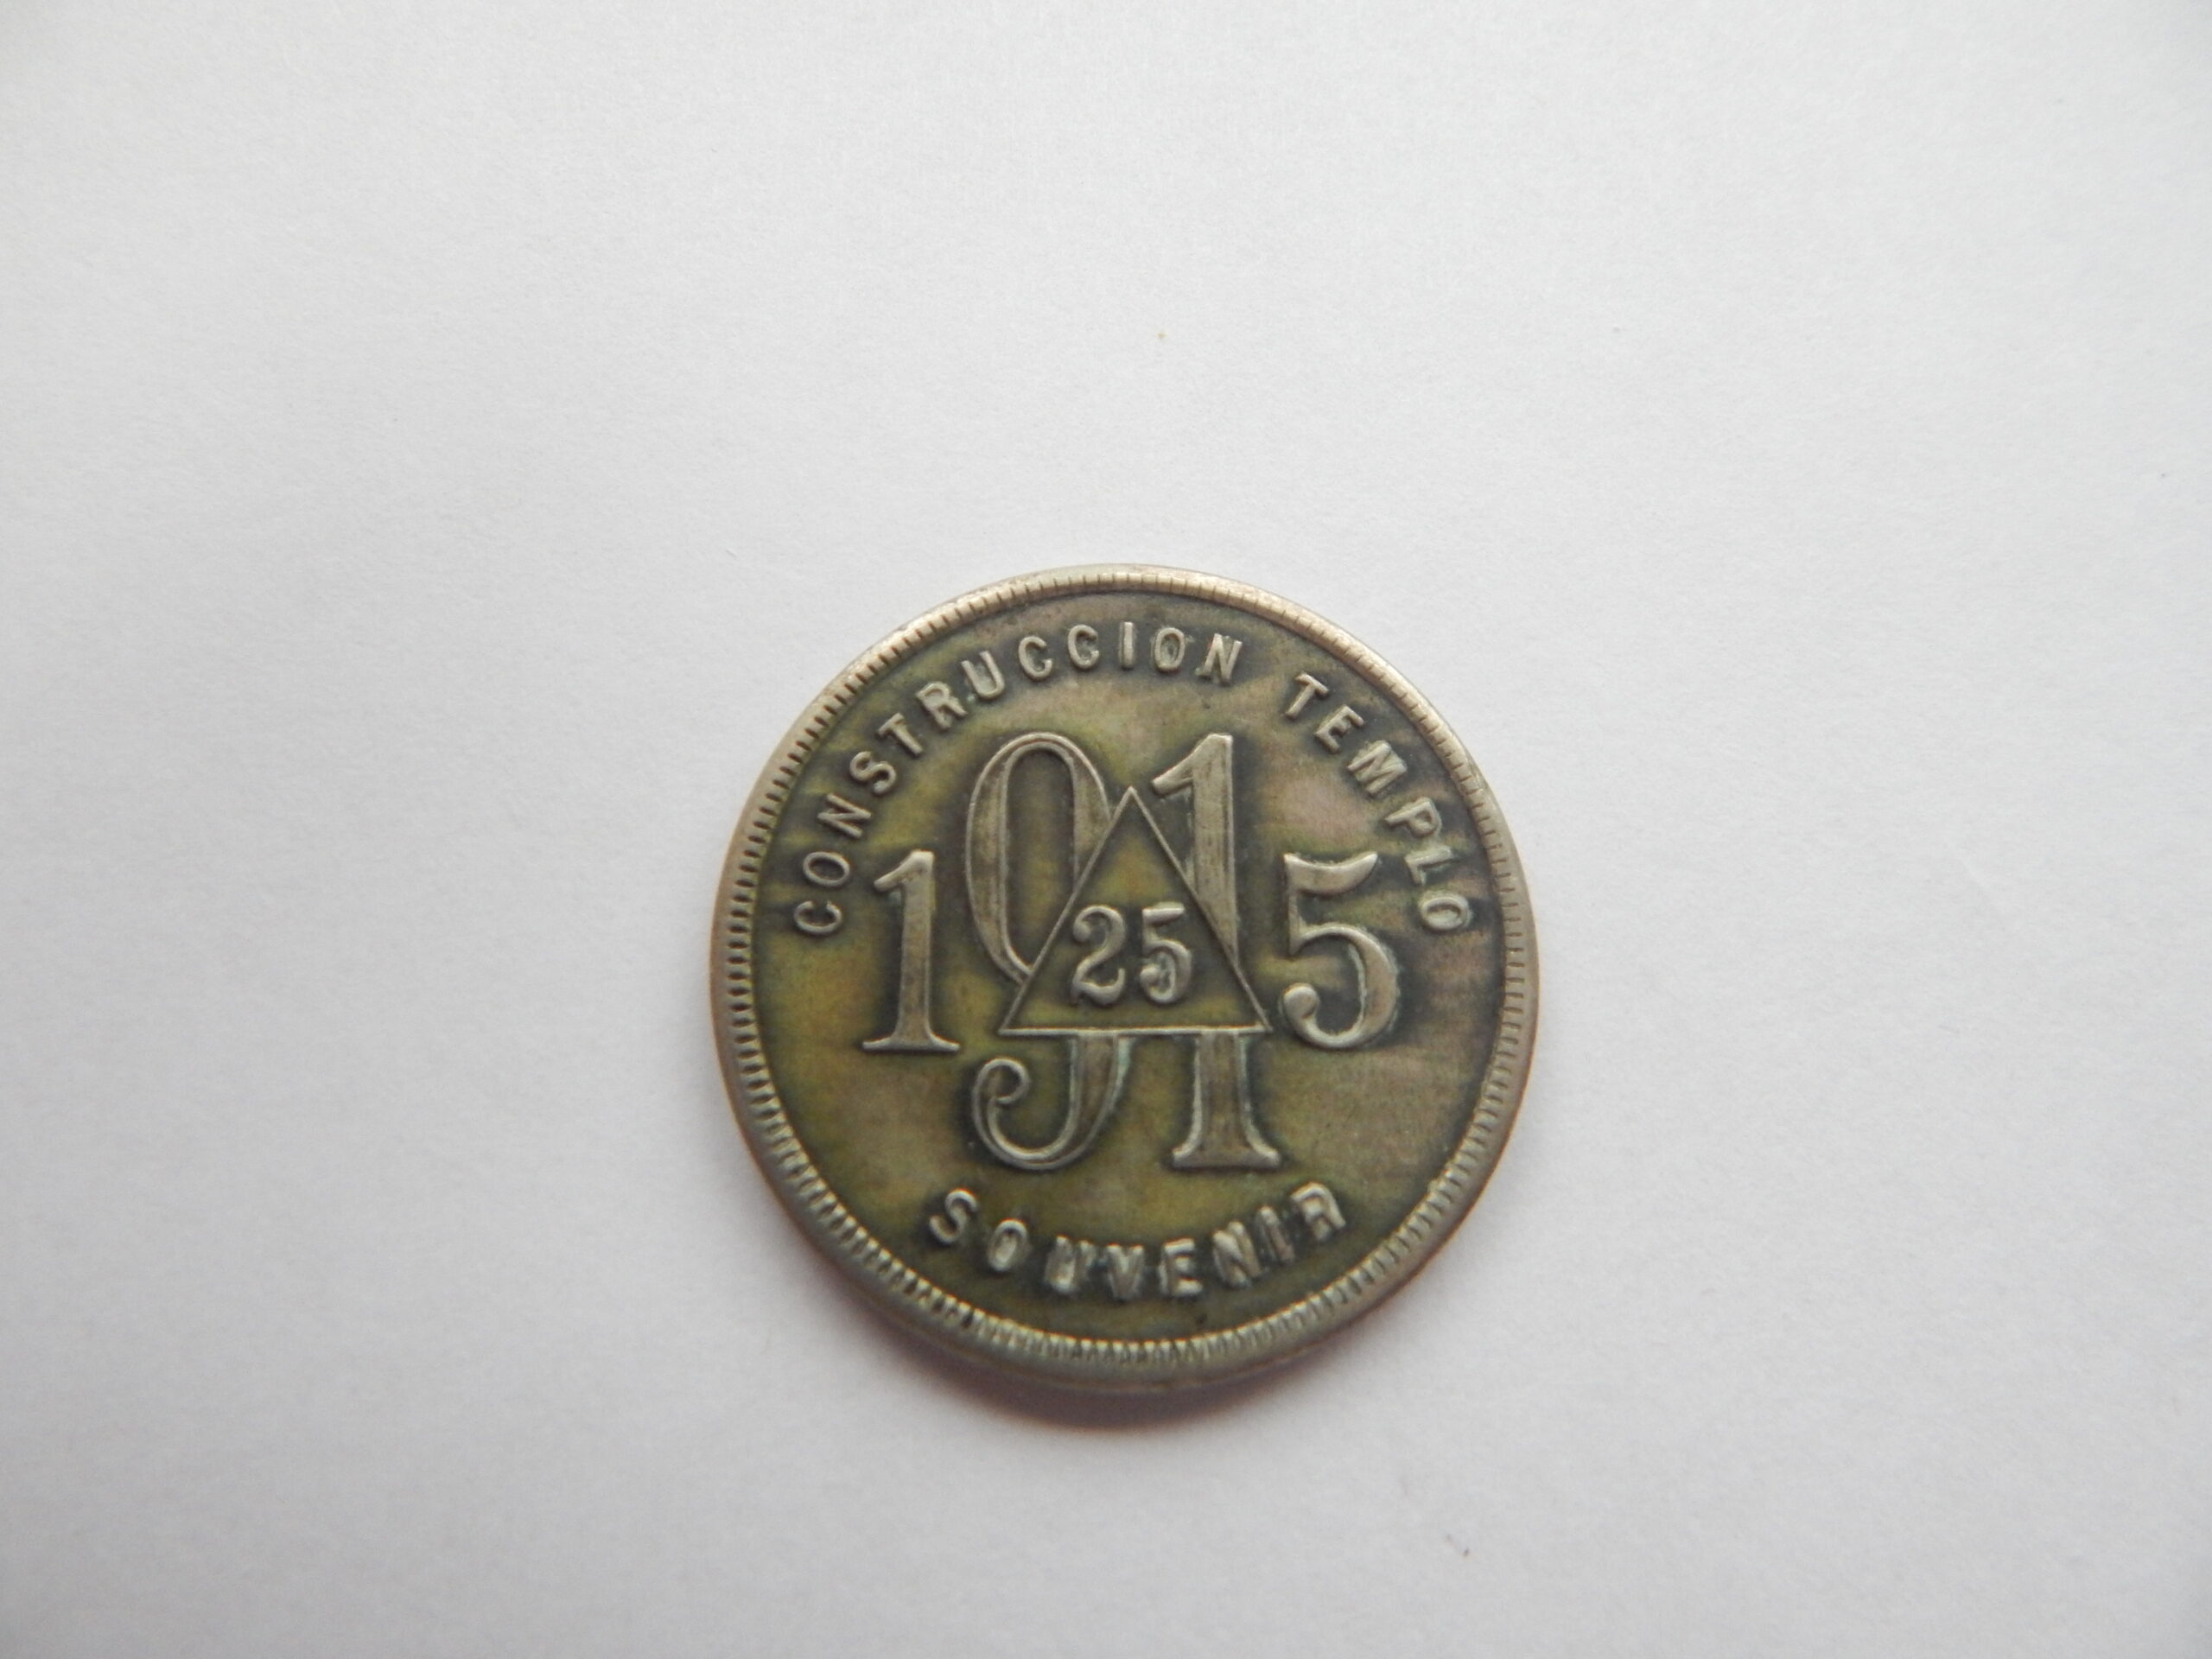 CONSTRUCCION TEMPLO
1915
25
SOUVENIR